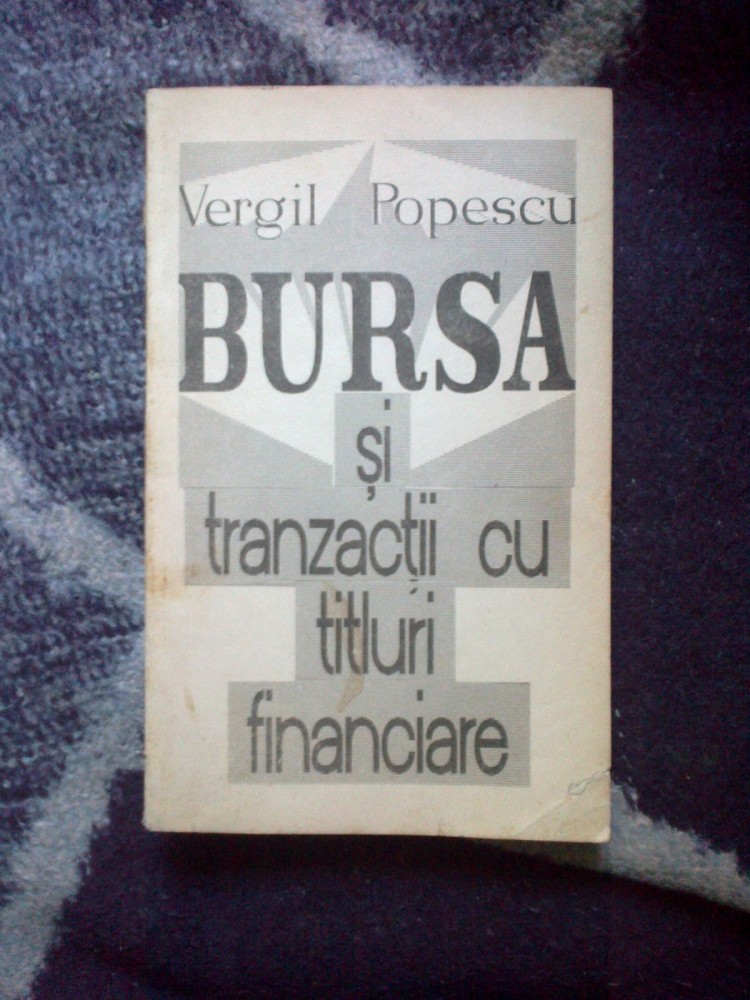 Vergil Popescu
BURSA
și
tranzacții cu
titluri
financiare